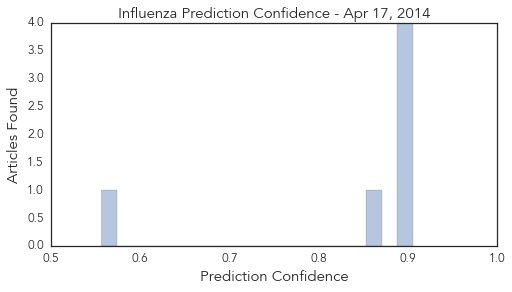 Influenza Prediction Confidence - Apr 17, 2014
4.0
3.5
3.0
2.5
2.0
1.5
1.0
0.5
0.0
Articles Found
0.5 0.6 0.7 0.8 0.9 1.0
Prediction Confidence